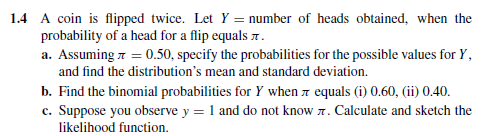 1.4 A coin is flipped twice. Let Y = number of heads obtained, when the
probability of a head for a flip equals π.
a. Assuming π = 0.50, specify the probabilities for the possible values for Y,
and find the distribution's mean and standard deviation.
b. Find the binomial probabilities for Y when π equals (i) 0.60, (ii) 0.40.
c. Suppose you observe y = 1 and do not know π. Calculate and sketch the
likelihood function.